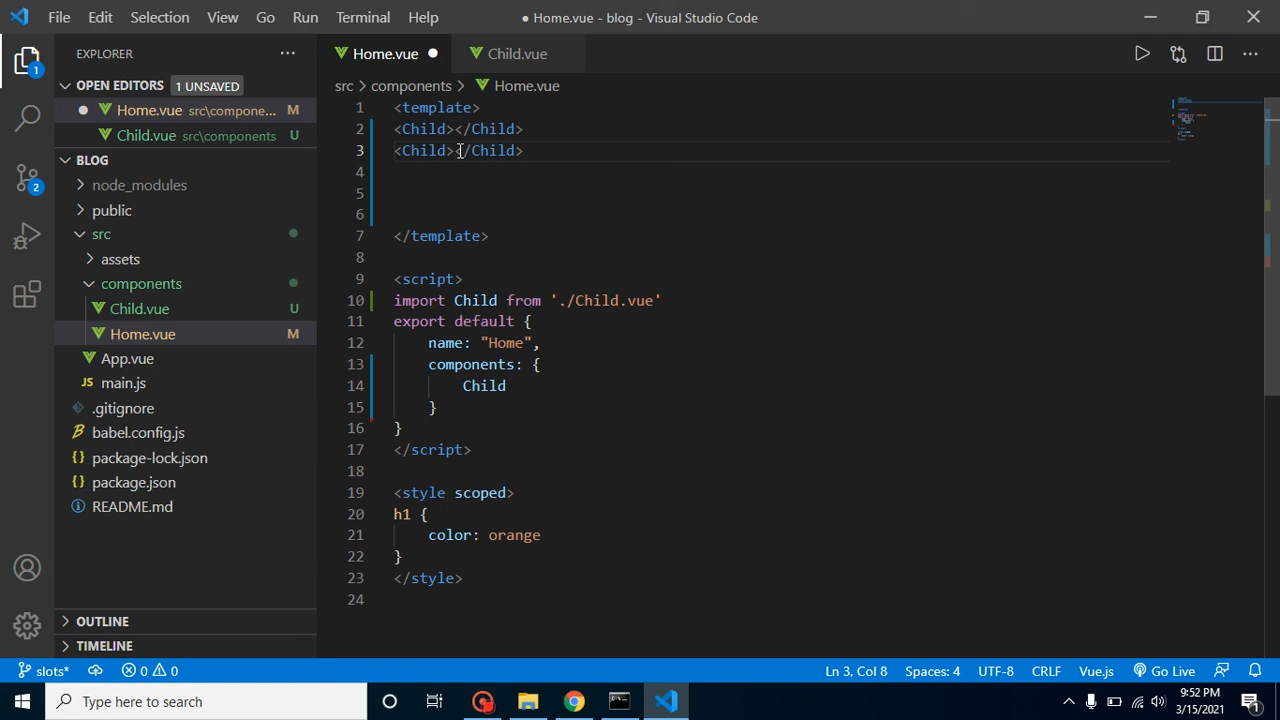 File Edit Selection View Go Run Terminal Help
● Home.vue - blog - Visual Studio Code
EXPLORER
OPEN EDITORS 1 UNSAVED
Home.vue src\compone... M
Child.vue src\components U
BLOG
node_modules
public
src
assets
components
Child.vue U
Home.vue M
App.vue
JS main.js
.gitignore
babel.config.js
package-lock.json
package.json
README.md
OUTLINE
TIMELINE
1
2
Home.vue ● Child.vue
src > components > Home.vue
1 <template>
2 <Child></Child>
3 <Child></Child>
4
5
6
7 </template>
8
9 <script>
10 import Child from './Child.vue'
11 export default {
12 name: "Home",
13 components: {
14 Child
15 }
16 }
17 </script>
18
19 <style scoped>
20 h1 {
21 color: orange
22 }
23 </style>
24
slots* 0 0 Ln 3, Col 8 Spaces: 4 UTF-8 CRLF Vue.js Go Live
Type here to search
9:52 PM
3/15/2021
1